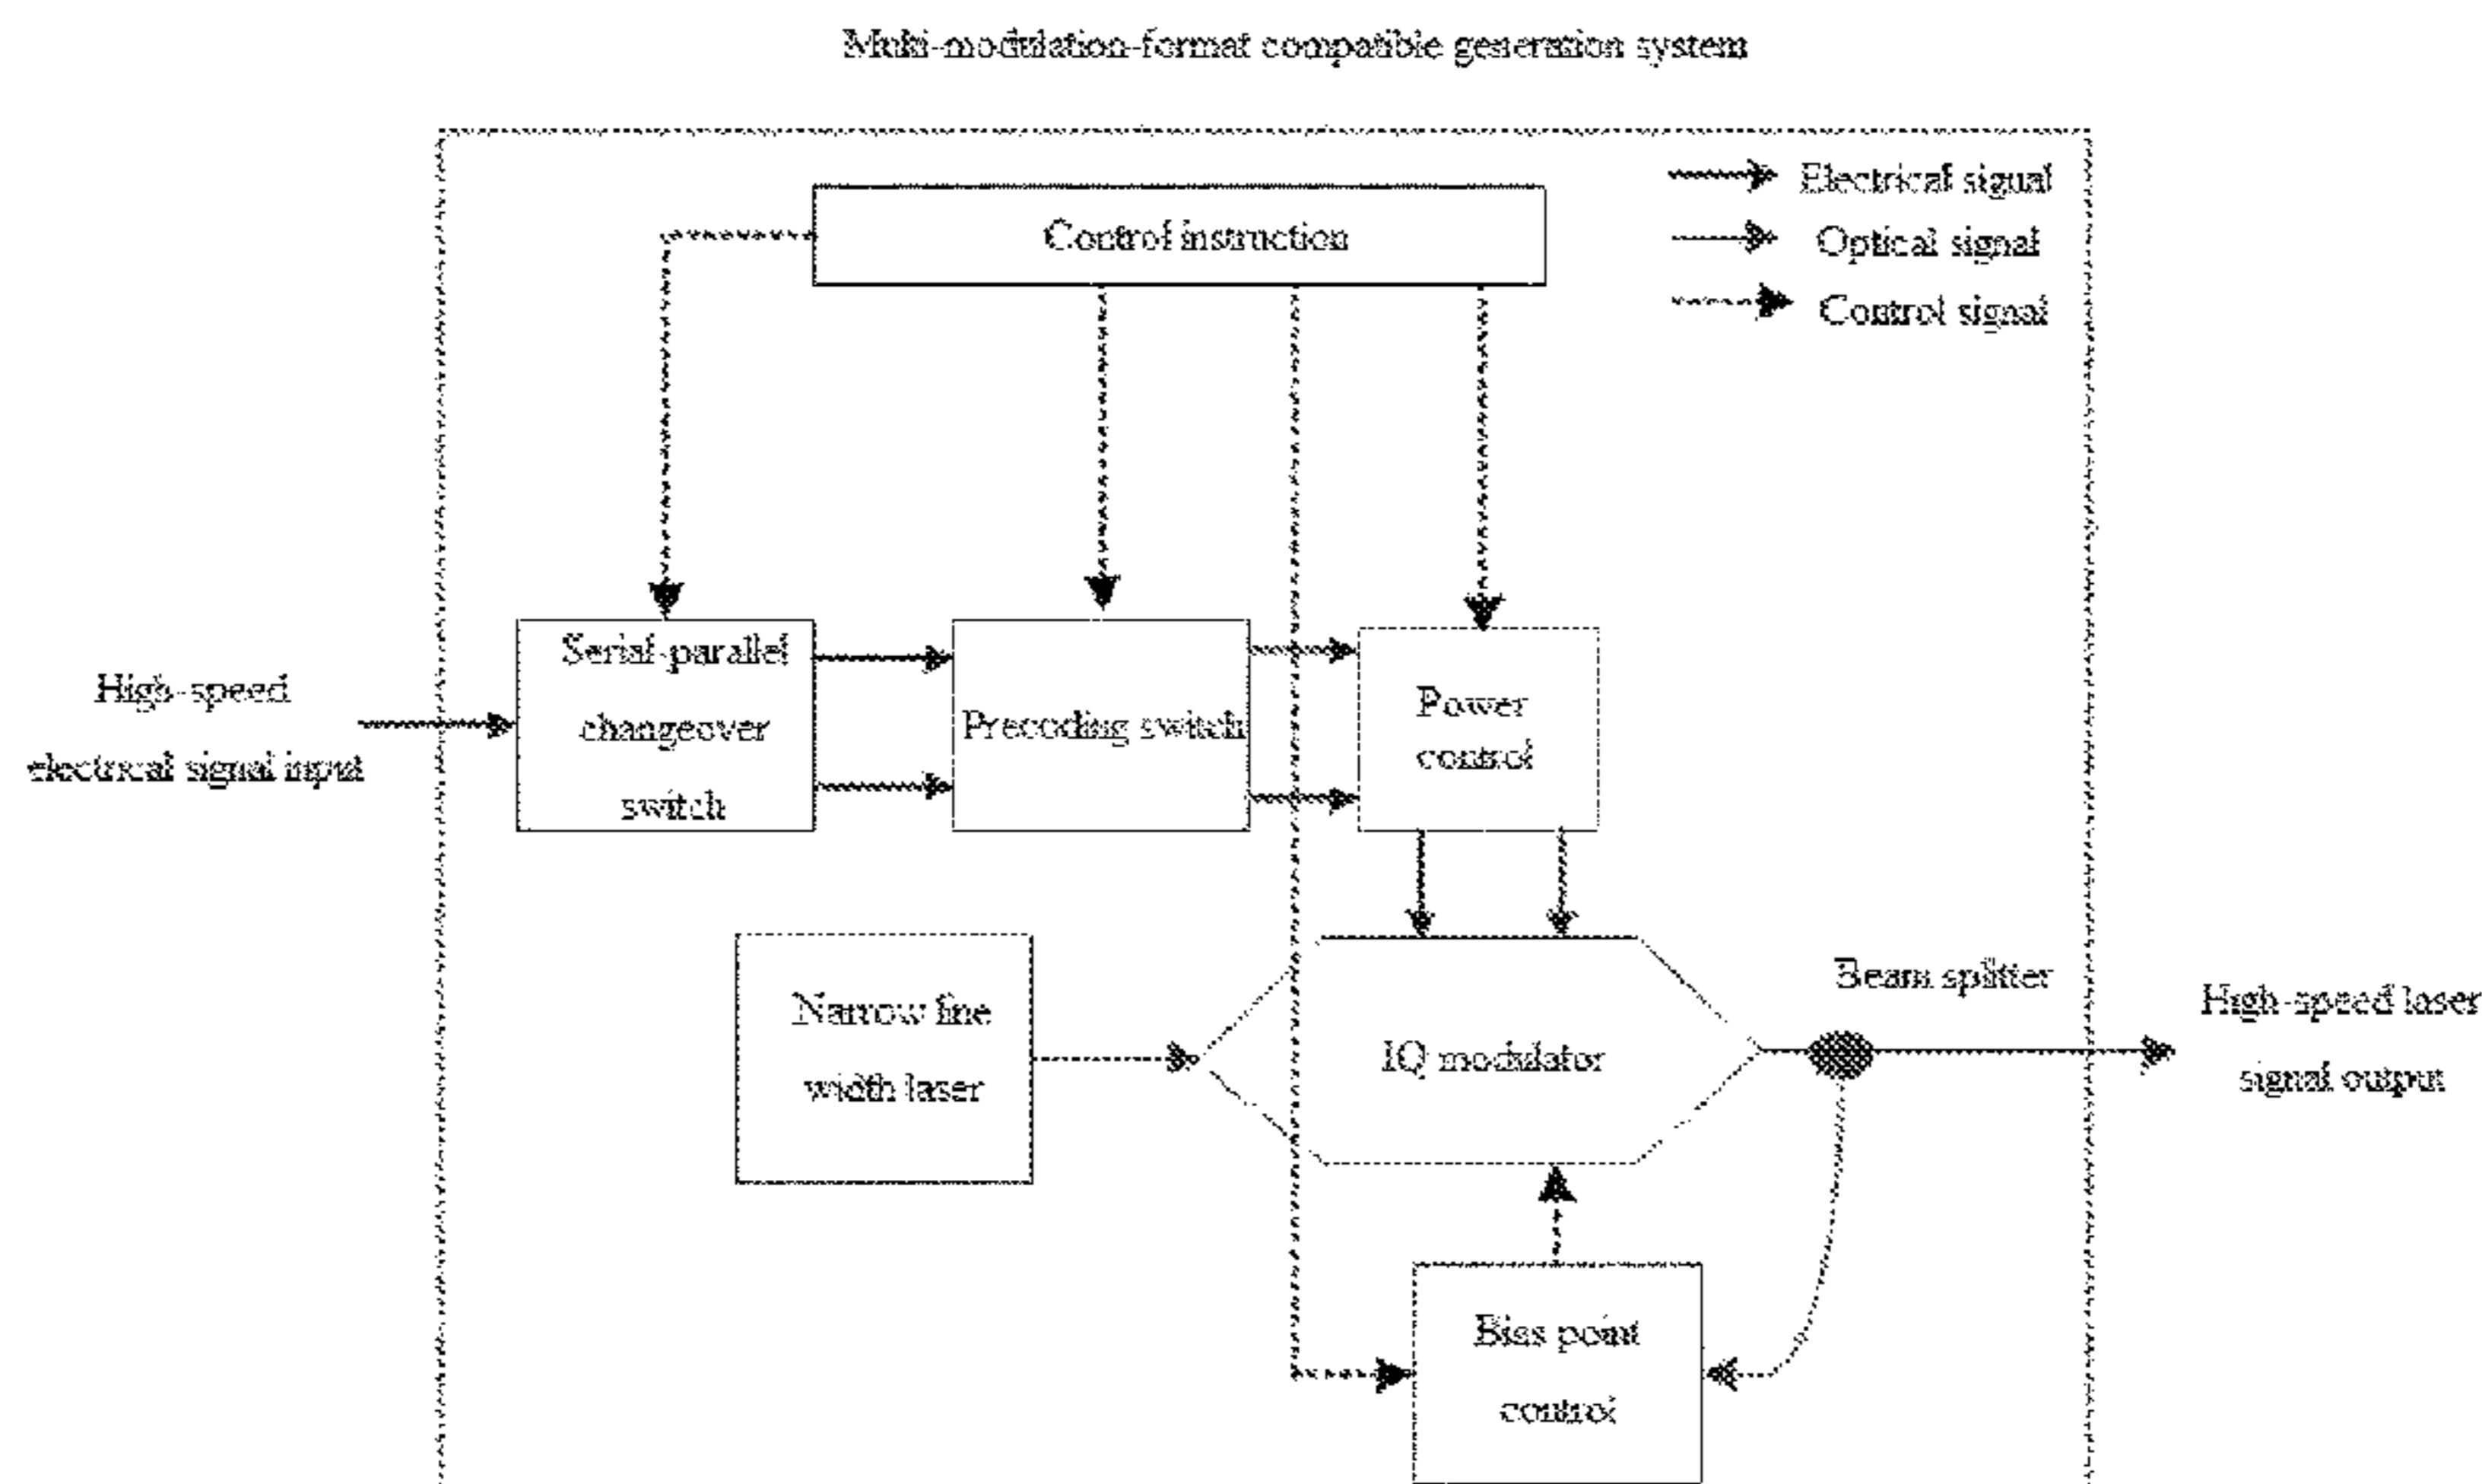 Multi-modulation-format compatible generation system
Electrical signal
Control instruction
Optical signal
Control signal
Serial-parallel
changeover
switch
High-speed
electrical signal input
Precoding switch
Power
control
Narrow line
width laser
IQ modulator
Beam splitter
High-speed laser
signal output
Bias point
control